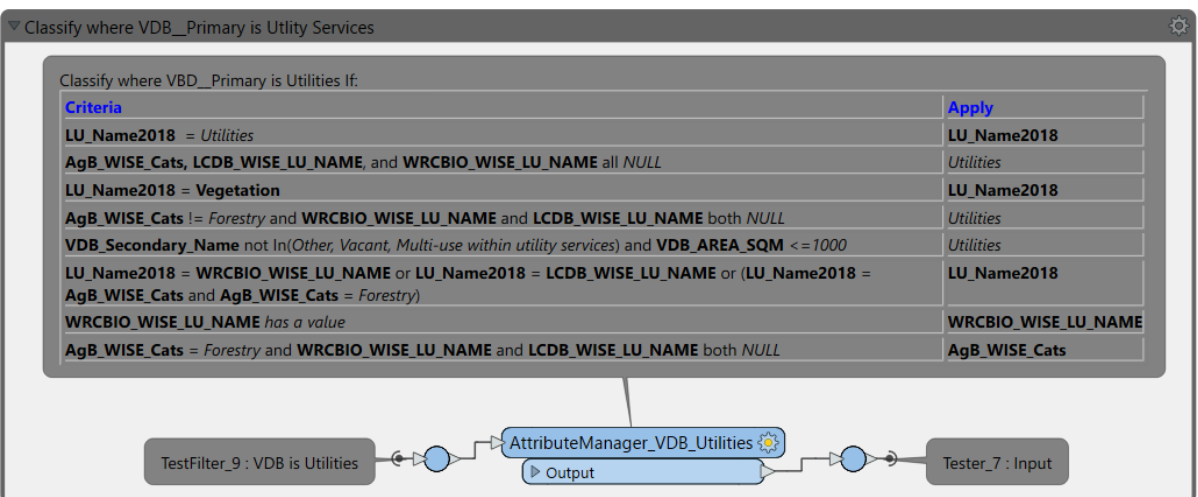 Classify where VDB__Primary is Utlity Services
Classify where VBD__Primary is Utilities If:
Criteria Apply
LU_Name2018 = Utilities LU_Name2018
AgB_WISE_Cats, LCDB_WISE_LU_NAME, and WRCBIO_WISE_LU_NAME all NULL Utilities
LU_Name2018 = Vegetation LU_Name2018
AgB_WISE_Cats != Forestry and WRCBIO_WISE_LU_NAME and LCDB_WISE_LU_NAME both NULL Utilities
VDB_Secondary_Name not In(Other, Vacant, Multi-use within utility services) and VDB_AREA_SQM <=1000 Utilities
LU_Name2018 = WRCBIO_WISE_LU_NAME or LU_Name2018 = LCDB_WISE_LU_NAME or (LU_Name2018 = LU_Name2018
AgB_WISE_Cats and AgB_WISE_Cats = Forestry)
WRCBIO_WISE_LU_NAME has a value WRCBIO_WISE_LU_NAME
AgB_WISE_Cats = Forestry and WRCBIO_WISE_LU_NAME and LCDB_WISE_LU_NAME both NULL AgB_WISE_Cats
AttributeManager_VDB_Utilities
TestFilter_9 : VDB is Utilities
Output
Tester_7 : Input